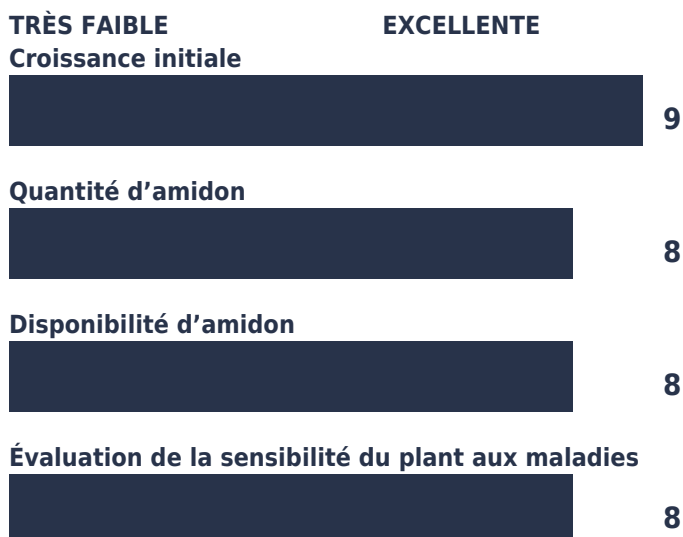 TRÈS FAIBLE EXCELLENTE
Croissance initiale
9
Quantité d’amidon
8
Disponibilité d’amidon
8
Évaluation de la sensibilité du plant aux maladies
8